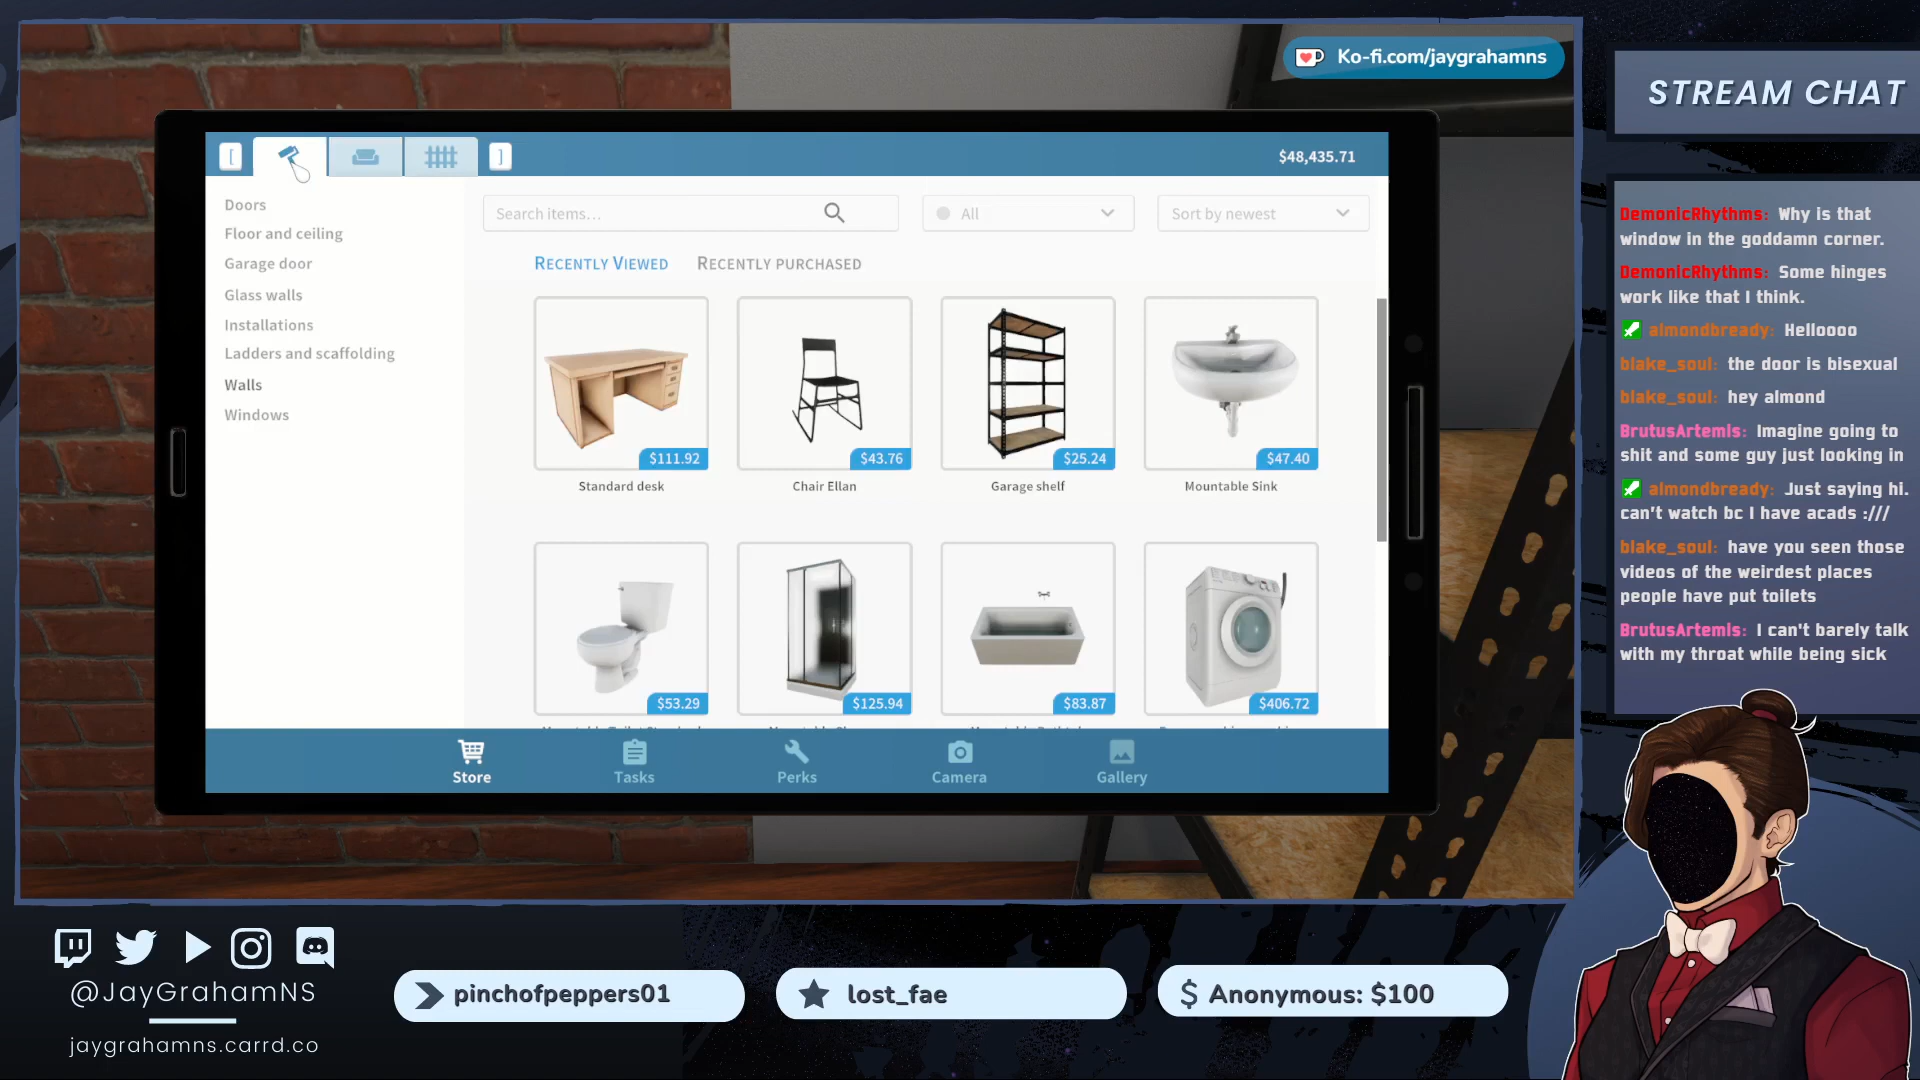 Ko-fi.com/jaygrahamns
STREAM CHAT
[
]
$48,435.71
Doors
Floor and ceiling
Garage door
Glass walls
Installations
Ladders and scaffolding
Walls
Windows
Search items...
All
Sort by newest
RECENTLY VIEWED
RECENTLY PURCHASED
$111.92
$43.76
$25.24
$47.40
Standard desk
Chair Ellan
Garage shelf
Mountable Sink
$53.29
$125.94
$83.87
$406.72
Store
Tasks
Perks
Camera
Gallery
DemonicRhythms: Why is that
window in the goddamn corner.
DemonicRhythms: Some hinges
work like that I think.
almondbready: Helloooo
blake_soul: the door is bisexual
blake_soul: hey almond
BrutusArtemis: Imagine going to
shit and some guy just looking in
almondbready: Just saying hi.
can't watch bc I have acads :///
blake_soul: have you seen those
videos of the weirdest places
people have put toilets
BrutusArtemis: I can't barely talk
with my throat while being sick
@JayGrahamNS
jaygrahamns.carrd.co
pinchofpeppers01
lost_fae
$ Anonymous: $100